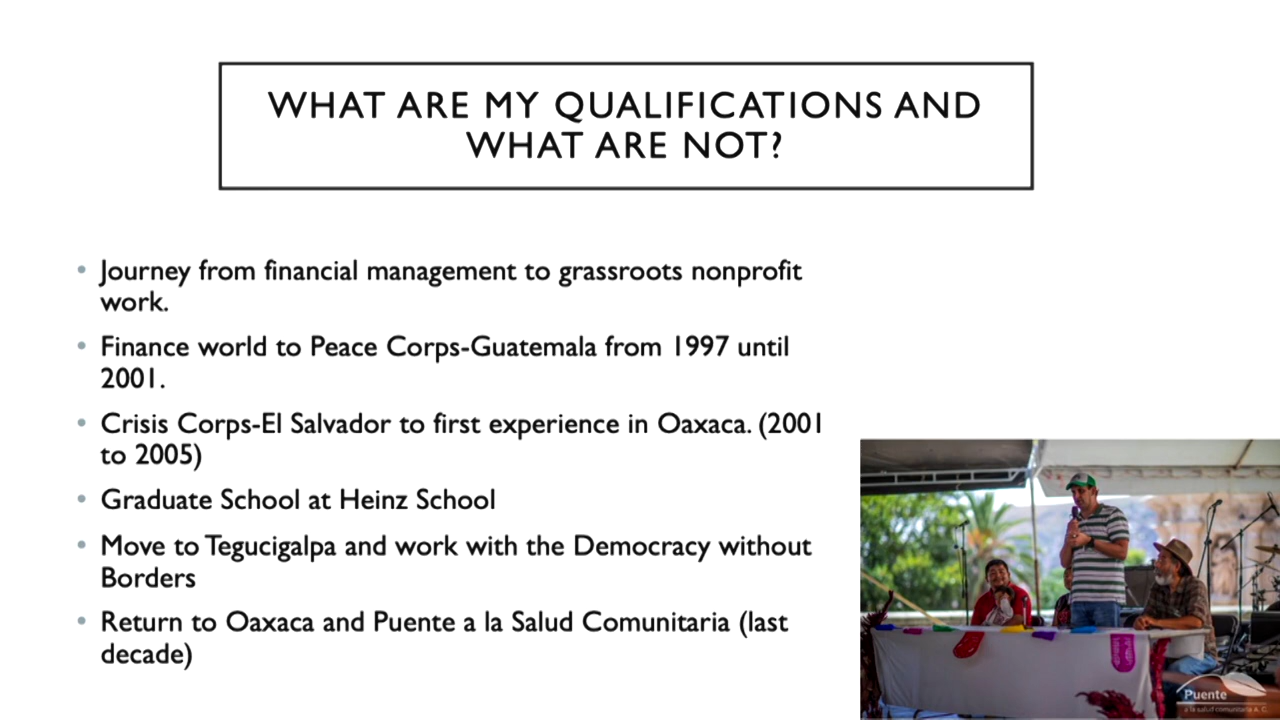 WHAT ARE MY QUALIFICATIONS AND
WHAT ARE NOT?
• Journey from financial management to grassroots nonprofit
work.
• Finance world to Peace Corps-Guatemala from 1997 until
2001.
• Crisis Corps-El Salvador to first experience in Oaxaca. (2001
to 2005)
• Graduate School at Heinz School
• Move to Tegucigalpa and work with the Democracy without
Borders
• Return to Oaxaca and Puente a la Salud Comunitaria (last
decade)
Puente
a la salud comunitaria A. C.